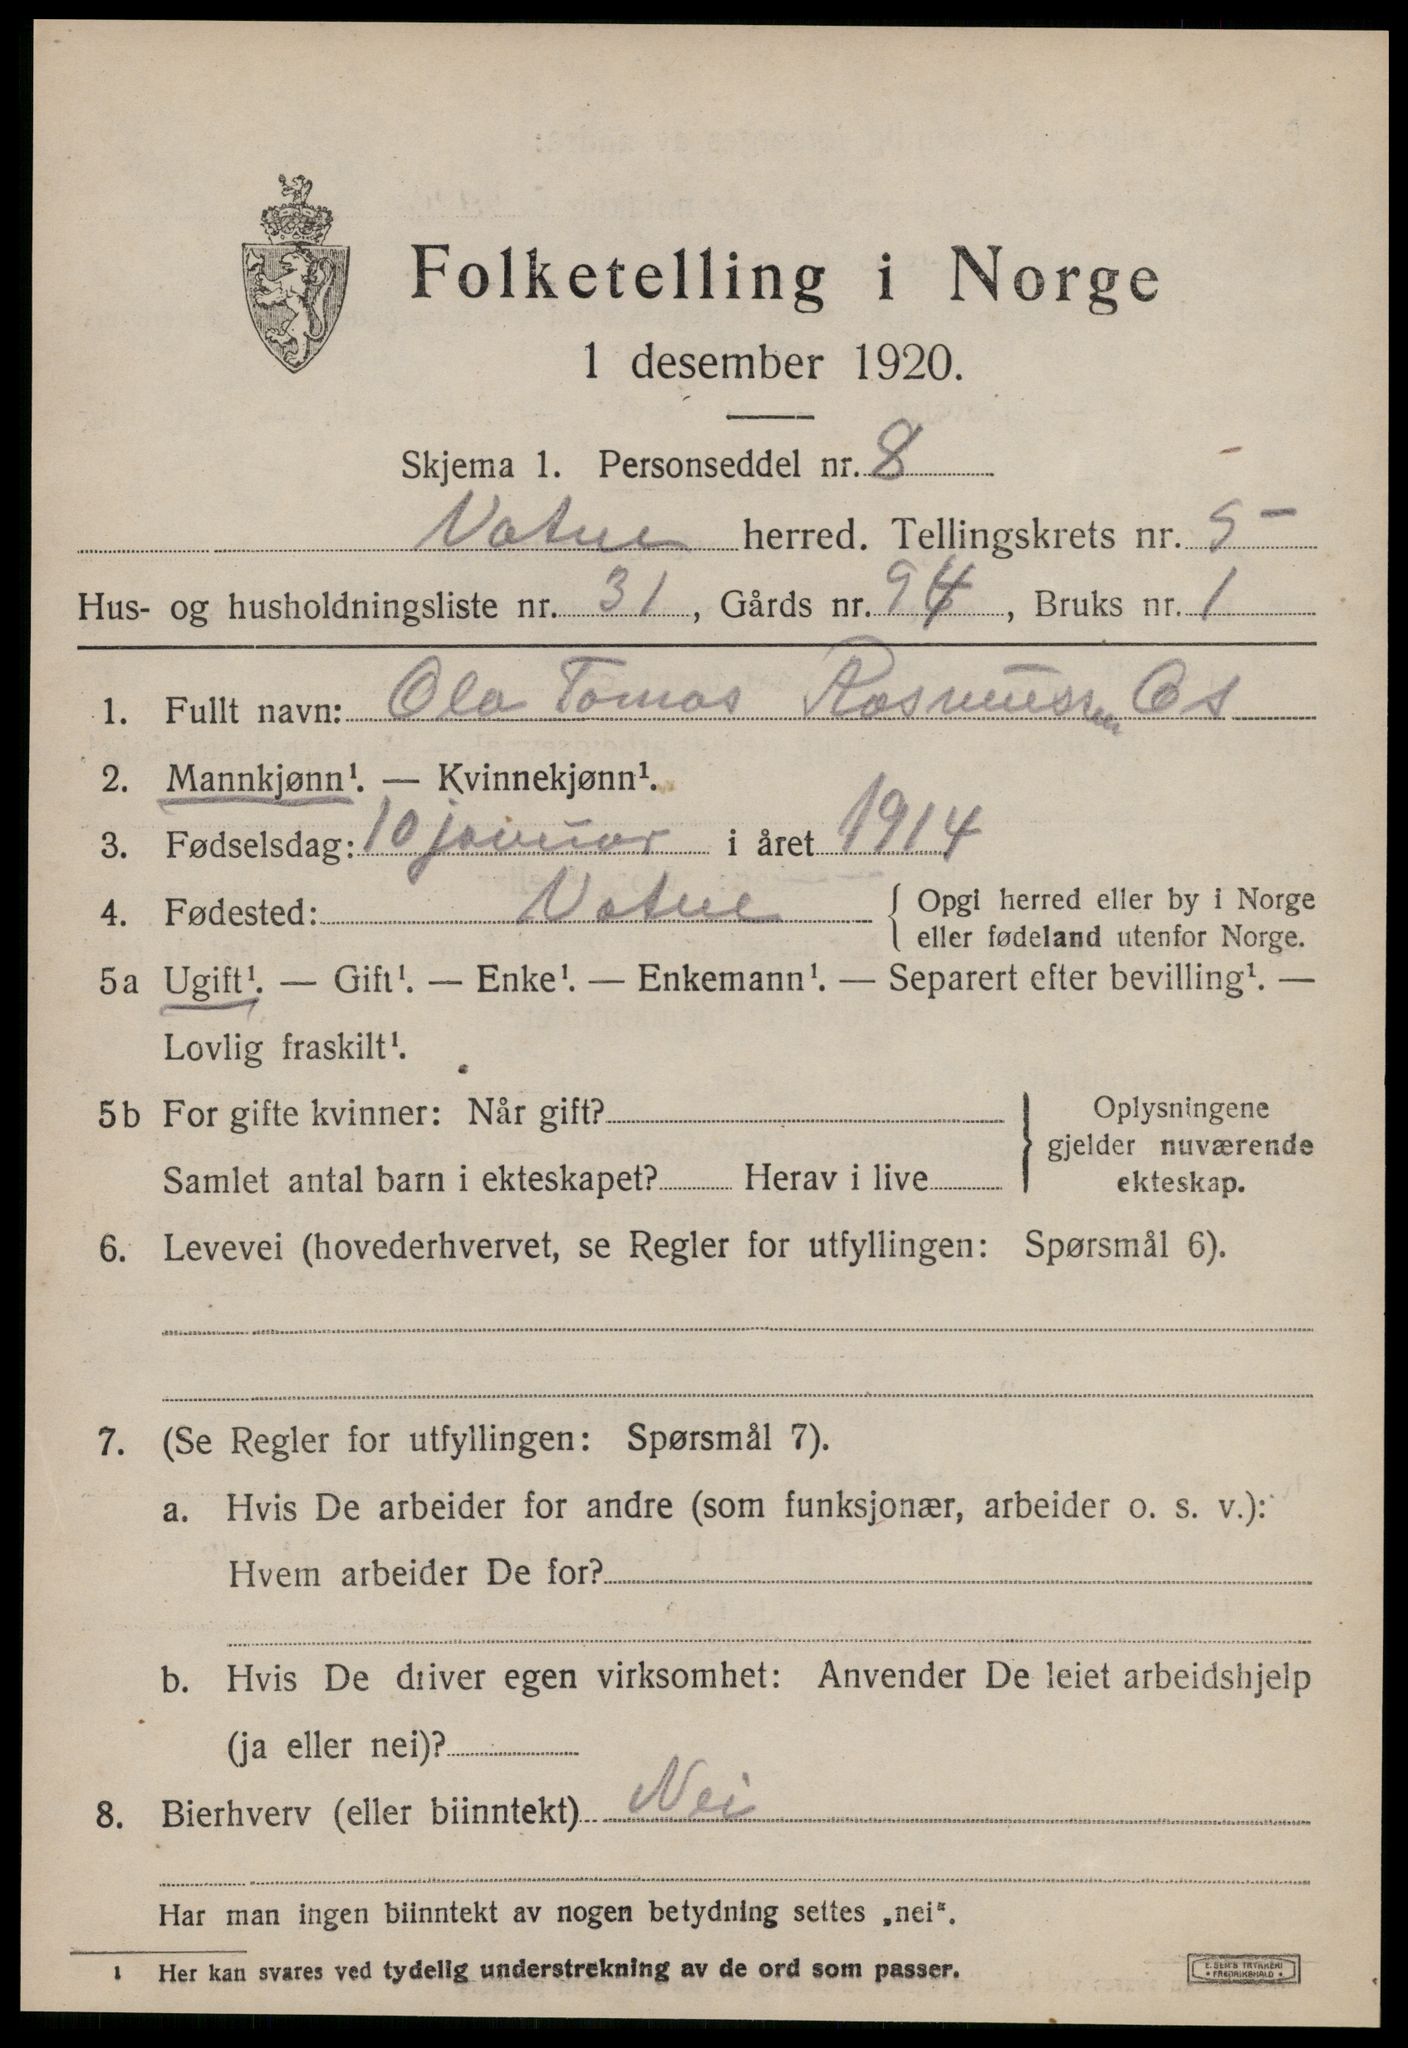 Folketelling i Norge
1 desember 1920.
Skjema 1. Personseddel nr. 8
Vatne herred. Tellingskrets nr. 5
Hus- og husholdningsliste nr. 31, Gårds nr. 94, Bruks nr. 1
1. Fullt navn: Ola Tomas Rasmussen Os
2. Mannkjønn¹. — Kvinnekjønn¹.
3. Fødselsdag: 10 januar i året 1914
4. Fødested: Vatne { Opgi herred eller by i Norge
eller fødeland utenfor Norge.
5a Ugift¹. — Gift¹. — Enke¹. — Enkemann¹. — Separert efter bevilling¹. —
Lovlig fraskilt¹.
5b For gifte kvinner: Når gift? } Oplysningene
gjelder nuværende
Samlet antal barn i ekteskapet? Herav i live ekteskap.
6. Levevei (hovederhvervet, se Regler for utfyllingen: Spørsmål 6).
7. (Se Regler for utfyllingen: Spørsmål 7).
a. Hvis De arbeider for andre (som funksjonær, arbeider o. s. v.):
Hvem arbeider De for?
b. Hvis De driver egen virksomhet: Anvender De leiet arbeidshjelp
(ja eller nei)?
8. Bierhverv (eller biinntekt) Nei
Har man ingen biinntekt av nogen betydning settes „nei“.
1 Her kan svares ved tydelig understrekning av de ord som passer.
E. SEM'S TRYKKERI
FREDRIKSHALD